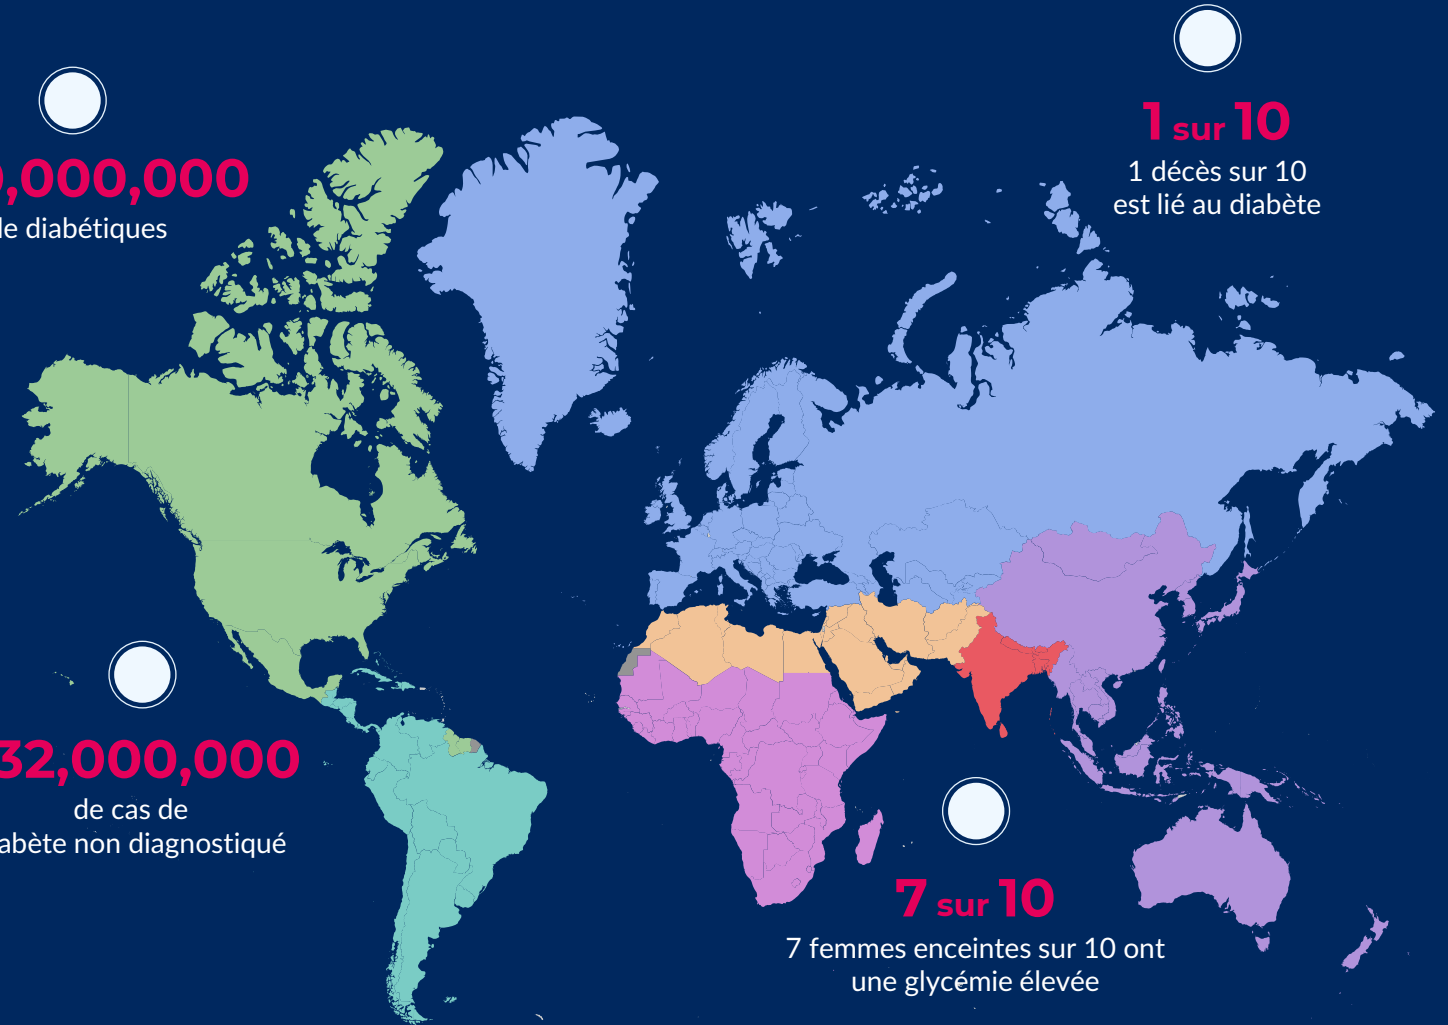 ,000,000
de diabétiques
32,000,000
de cas de
abète non diagnostiqué
1 sur 10
1 décès sur 10
est lié au diabète
7 sur 10
7 femmes enceintes sur 10 ont
une glycémie élevée